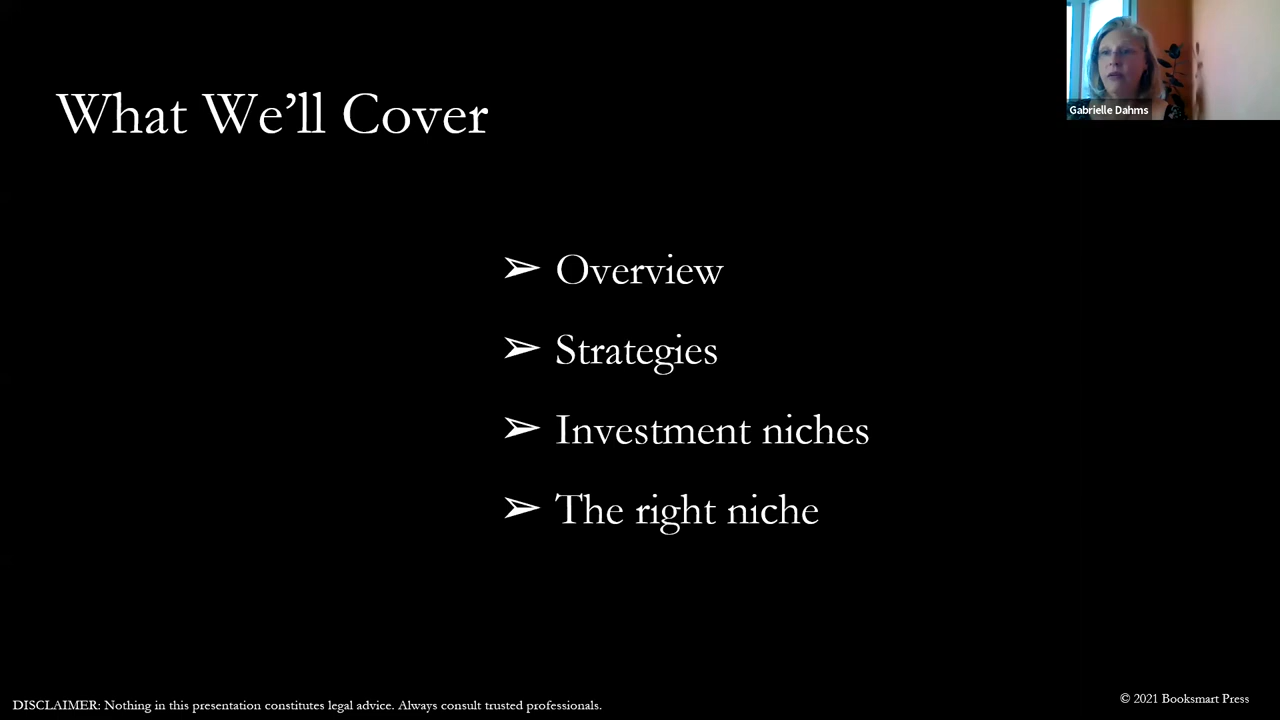 What We’ll Cover
Gabrielle Dahms
➢ Overview
➢ Strategies
➢ Investment niches
➢ The right niche
DISCLAIMER: Nothing in this presentation constitutes legal advice. Always consult trusted professionals.
© 2021 Booksmart Press